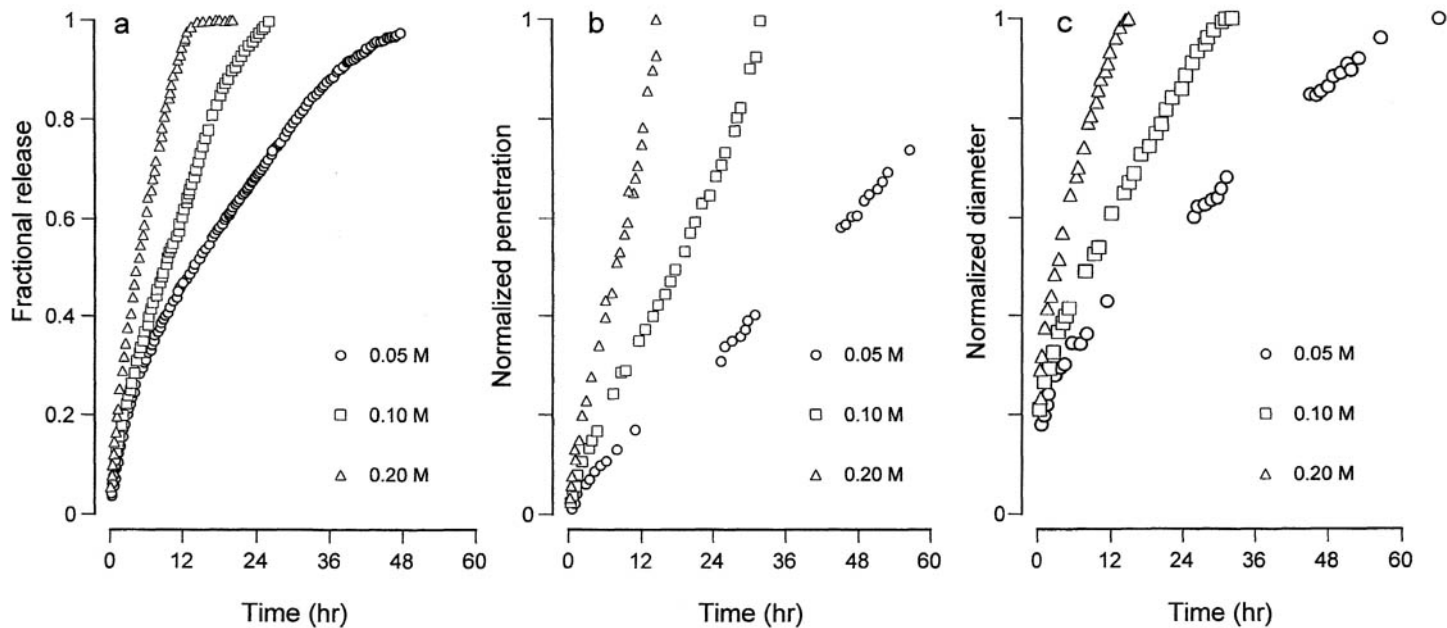 a
Fractional release
1
0.8
0.6
0.4
0.2
0
0.05 M
0.10 M
0.20 M
0 12 24 36 48 60
Time (hr)
b
Normalized penetration
1
0
0.05 M
0.10 M
0.20 M
0 12 24 36 48 60
Time (hr)
c
Normalized diameter
1
0
0.05 M
0.10 M
0.20 M
0 12 24 36 48 60
Time (hr)